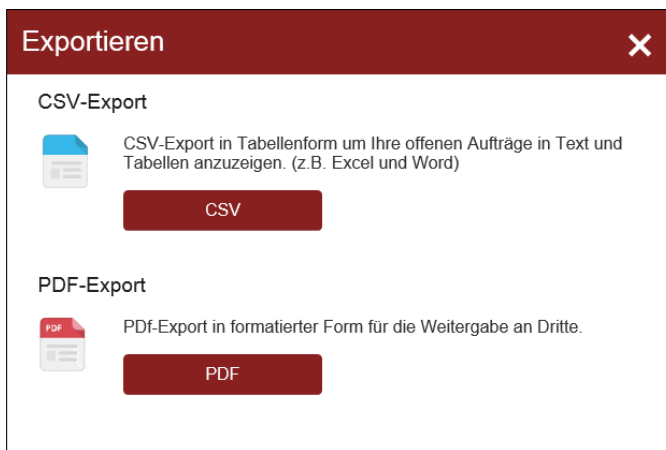 Exportieren
CSV-Export
CSV-Export in Tabellenform um Ihre offenen Aufträge in Text und
Tabellen anzuzeigen. (z.B. Excel und Word)
CSV
PDF-Export
PDF
PDf-Export in formatierter Form für die Weitergabe an Dritte.
PDF